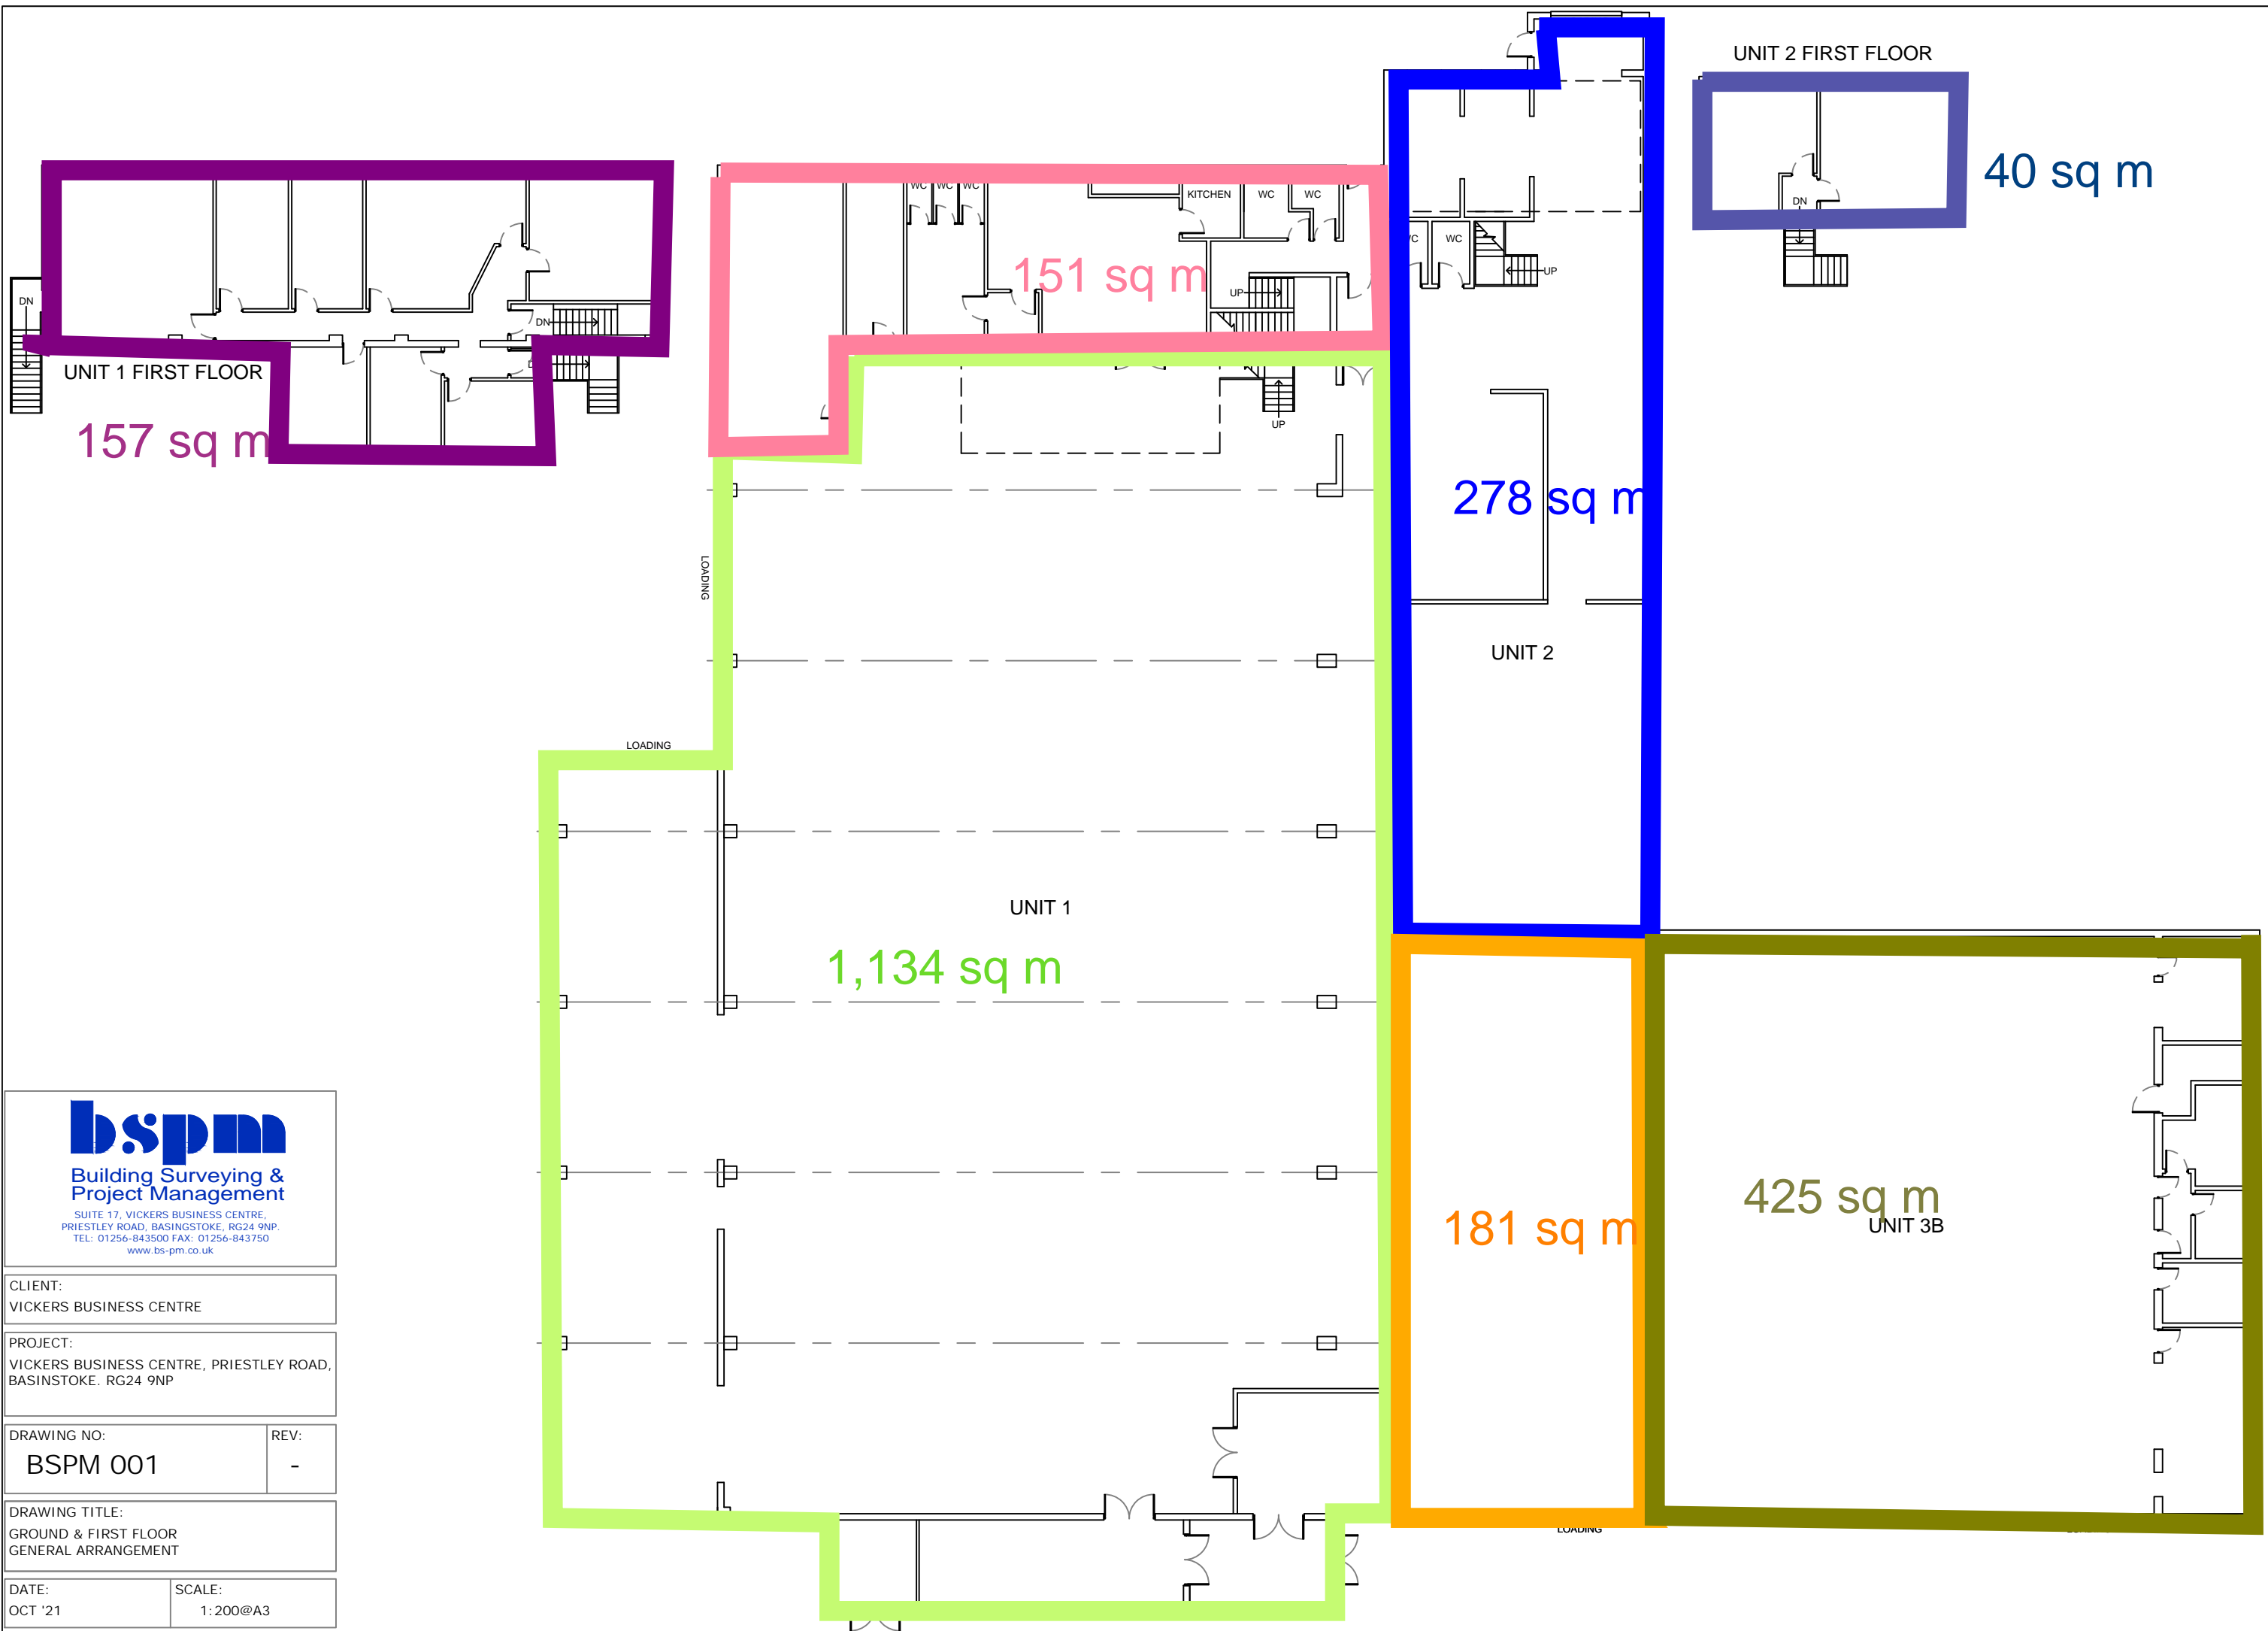 UNIT 2 FIRST FLOOR
40 sq m
DN
WC
WC
WC
KITCHEN
WC
WC
WC
UP
151 sq m
UP
DN
DN
UNIT 1 FIRST FLOOR
157 sq m
UP
278 sq m
LOADING
UNIT 2
LOADING
UNIT 1
1,134 sq m
181 sq m
425 sq m
UNIT 3B
LOADING
bspm
Building Surveying &
Project Management
SUITE 17, VICKERS BUSINESS CENTRE,
PRIESTLEY ROAD, BASINGSTOKE, RG24 9NP.
TEL: 01256-843500 FAX: 01256-843750
www.bs-pm.co.uk
CLIENT:
VICKERS BUSINESS CENTRE
PROJECT:
VICKERS BUSINESS CENTRE, PRIESTLEY ROAD,
BASINSTOKE. RG24 9NP
DRAWING NO:
REV:
BSPM 001
-
DRAWING TITLE:
GROUND & FIRST FLOOR
GENERAL ARRANGEMENT
DATE:
SCALE:
OCT '21
1:200@A3